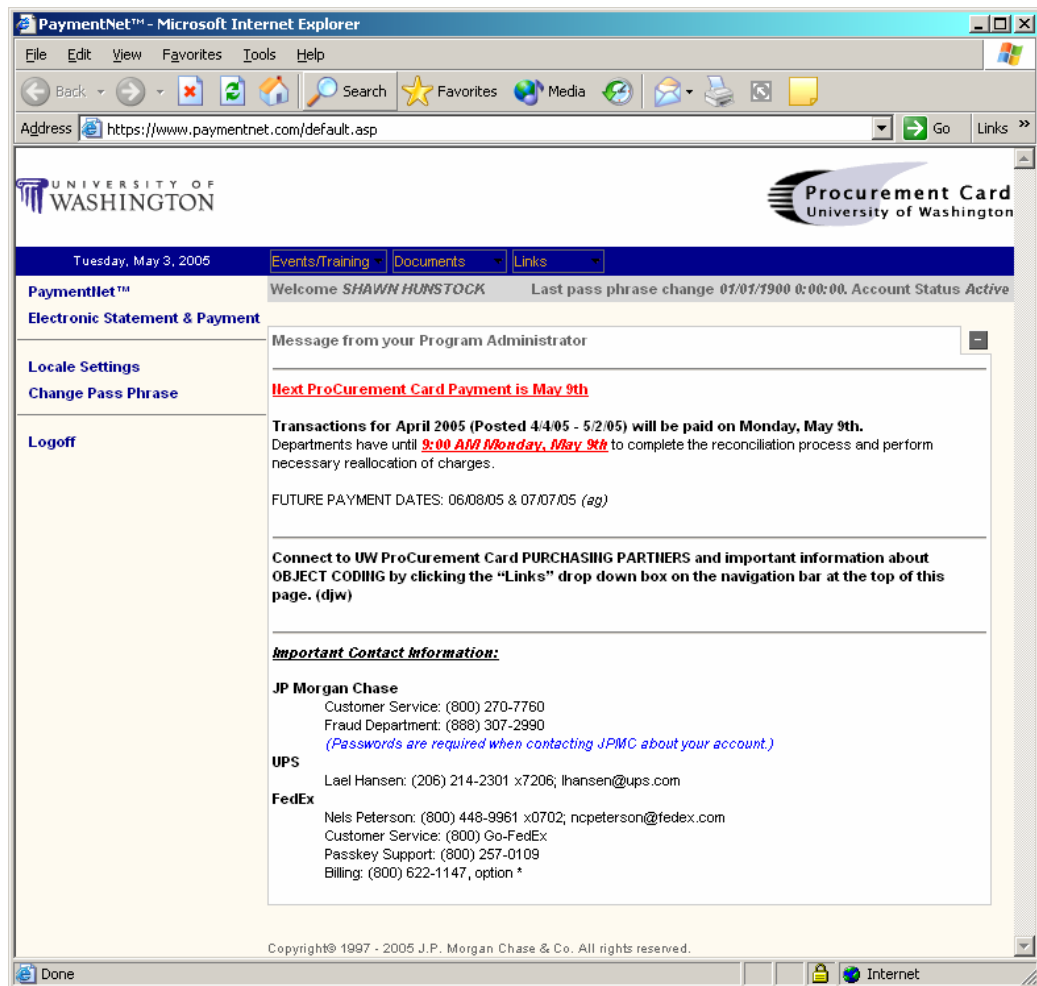 PaymentNet™ - Microsoft Internet Explorer
File Edit View Favorites Tools Help
Back Search Favorites Media
Address https://www.paymentnet.com/default.asp Go Links »
UNIVERSITY OF
WASHINGTON
Procurement Card
University of Washington
Tuesday, May 3, 2005 Events/Training Documents Links
PaymentNet™
Electronic Statement & Payment
Locale Settings
Change Pass Phrase
Logoff
Welcome SHAWN HUNSTOCK Last pass phrase change 01/01/1900 0:00:00. Account Status Active
Message from your Program Administrator
Next ProCurement Card Payment is May 9th
Transactions for April 2005 (Posted 4/4/05 - 5/2/05) will be paid on Monday, May 9th.
Departments have until 9:00 AM Monday, May 9th to complete the reconciliation process and perform
necessary reallocation of charges.
FUTURE PAYMENT DATES: 06/08/05 & 07/07/05 (ag)
Connect to UW ProCurement Card PURCHASING PARTNERS and important information about
OBJECT CODING by clicking the “Links” drop down box on the navigation bar at the top of this
page. (djw)
Important Contact Information:
JP Morgan Chase
Customer Service: (800) 270-7760
Fraud Department: (888) 307-2990
(Passwords are required when contacting JPMC about your account.)
UPS
Lael Hansen: (206) 214-2301 x7206; lhansen@ups.com
FedEx
Nels Peterson: (800) 448-9961 x0702; ncpeterson@fedex.com
Customer Service: (800) Go-FedEx
Passkey Support: (800) 257-0109
Billing: (800) 622-1147, option *
Copyright© 1997 - 2005 J.P. Morgan Chase & Co. All rights reserved.
Done Internet